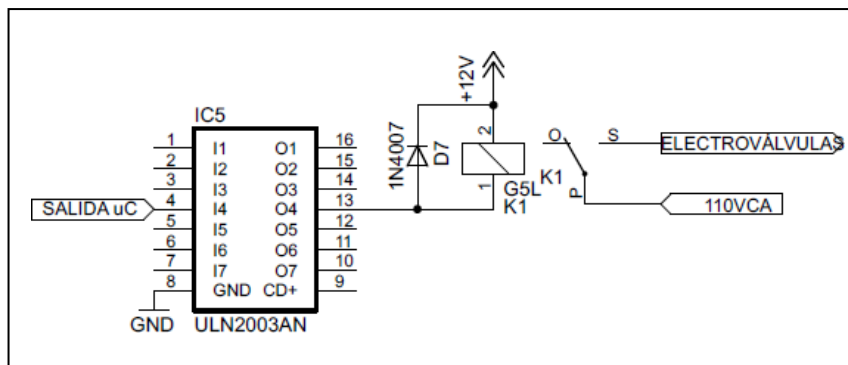 IC5
1 I1 O1 16
2 I2 O2 15
3 I3 O3 14
SALIDA uC 4 I4 O4 13
5 I5 O5 12
6 I6 O6 11
7 I7 O7 10
8 GND CD+ 9
GND
ULN2003AN
1N4007
D7
+12V
2
1
G5L
K1
O
S
K1
P
ELECTROVÁLVULAS
110VCA